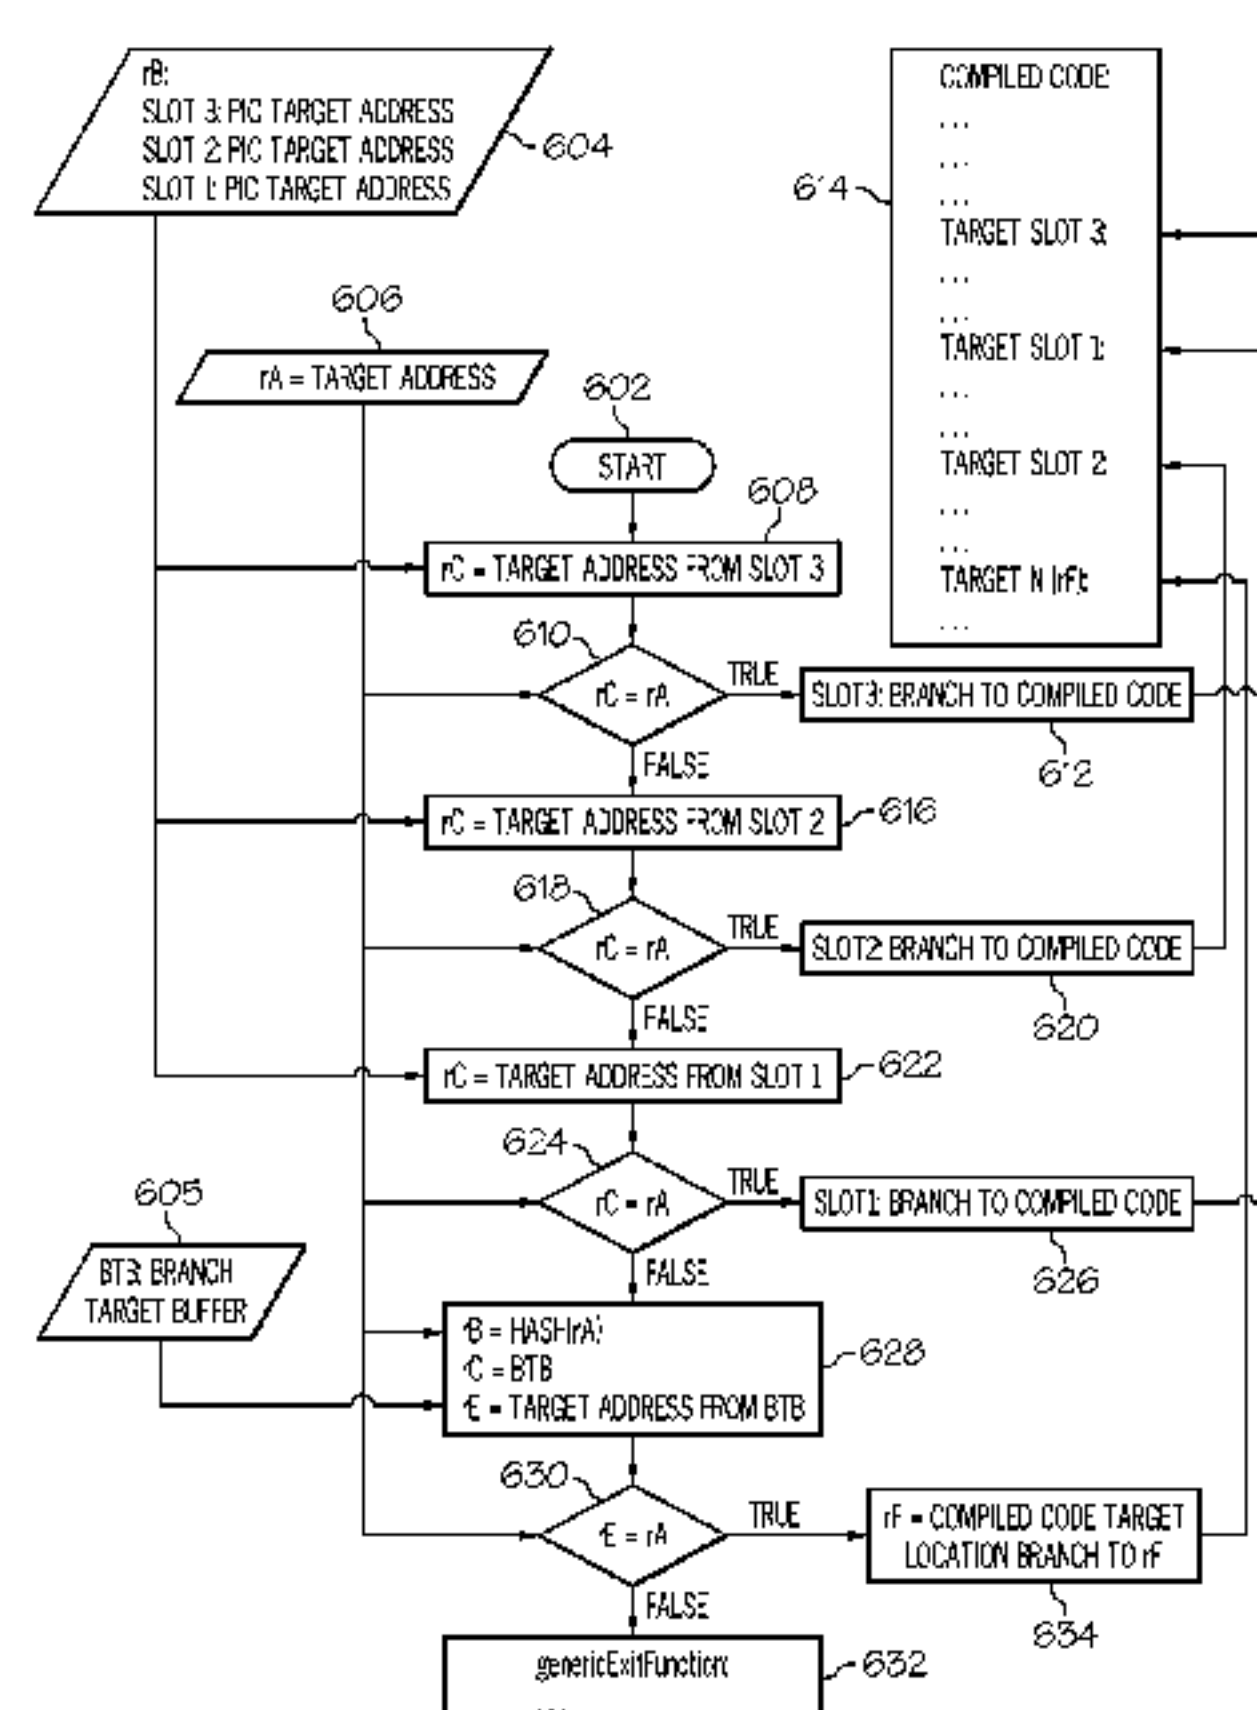 rB:
SLOT 3: PIC TARGET ADDRESS
SLOT 2: PIC TARGET ADDRESS
SLOT 1: PIC TARGET ADDRESS
604
COMPILED CODE:
. . .
. . .
. . .
TARGET SLOT 3:
. . .
. . .
TARGET SLOT 1:
. . .
. . .
TARGET SLOT 2:
. . .
. . .
TARGET N (rF):
. . .
614
606
rA = TARGET ADDRESS
602
START
608
rC = TARGET ADDRESS FROM SLOT 3
610
rC = rA
TRUE
SLOT3: BRANCH TO COMPILED CODE
612
FALSE
rC = TARGET ADDRESS FROM SLOT 2
616
618
rC = rA
TRUE
SLOT2: BRANCH TO COMPILED CODE
620
FALSE
rC = TARGET ADDRESS FROM SLOT 1
622
624
rC = rA
TRUE
SLOT1: BRANCH TO COMPILED CODE
626
FALSE
605
BTB: BRANCH
TARGET BUFFER
rB = HASH(rA)
rC = BTB
rE = TARGET ADDRESS FROM BTB
628
630
rE = rA
TRUE
rF = COMPILED CODE TARGET
LOCATION BRANCH TO rF
634
FALSE
genericExitFunction:
632